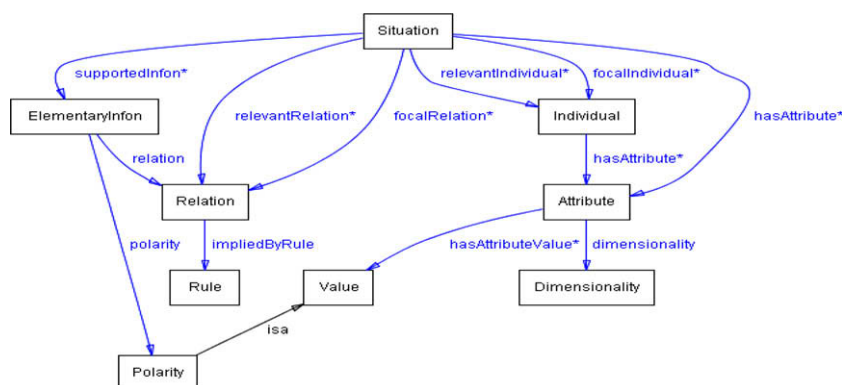 Situation
supportedInfon*
relevantIndividual*
focalIndividual*
ElementaryInfon
relevantRelation*
focalRelation*
Individual
hasAttribute*
relation
hasAttribute*
Relation
Attribute
polarity
impliedByRule
hasAttributeValue*
dimensionality
Rule
Value
Dimensionality
isa
Polarity